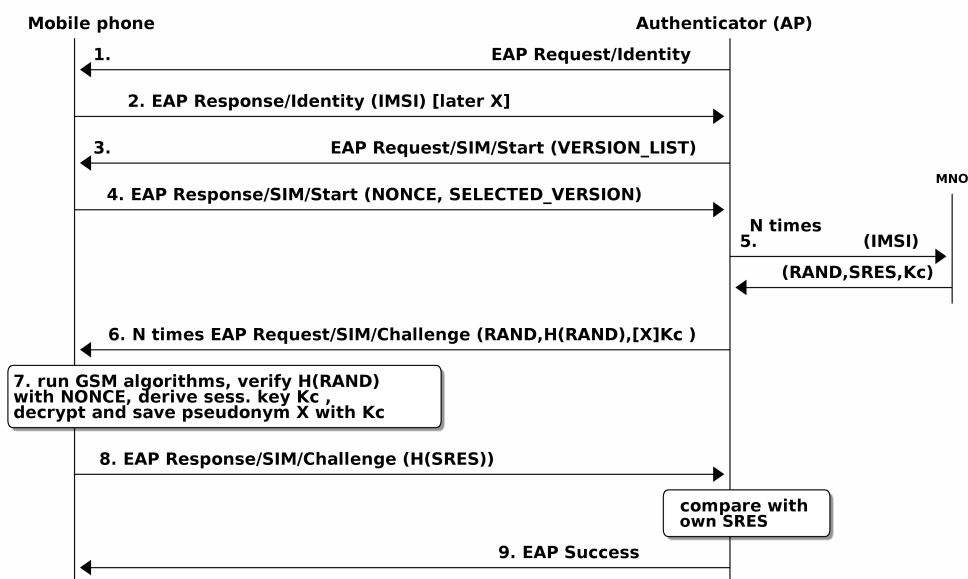 Mobile phone
Authenticator (AP)
1. EAP Request/Identity
2. EAP Response/Identity (IMSI) [later X]
3. EAP Request/SIM/Start (VERSION_LIST)
4. EAP Response/SIM/Start (NONCE, SELECTED_VERSION)
MNO
N times
5. (IMSI)
(RAND,SRES,Kc)
6. N times EAP Request/SIM/Challenge (RAND,H(RAND),[X]Kc )
7. run GSM algorithms, verify H(RAND)
with NONCE, derive sess. key Kc ,
decrypt and save pseudonym X with Kc
8. EAP Response/SIM/Challenge (H(SRES))
compare with
own SRES
9. EAP Success